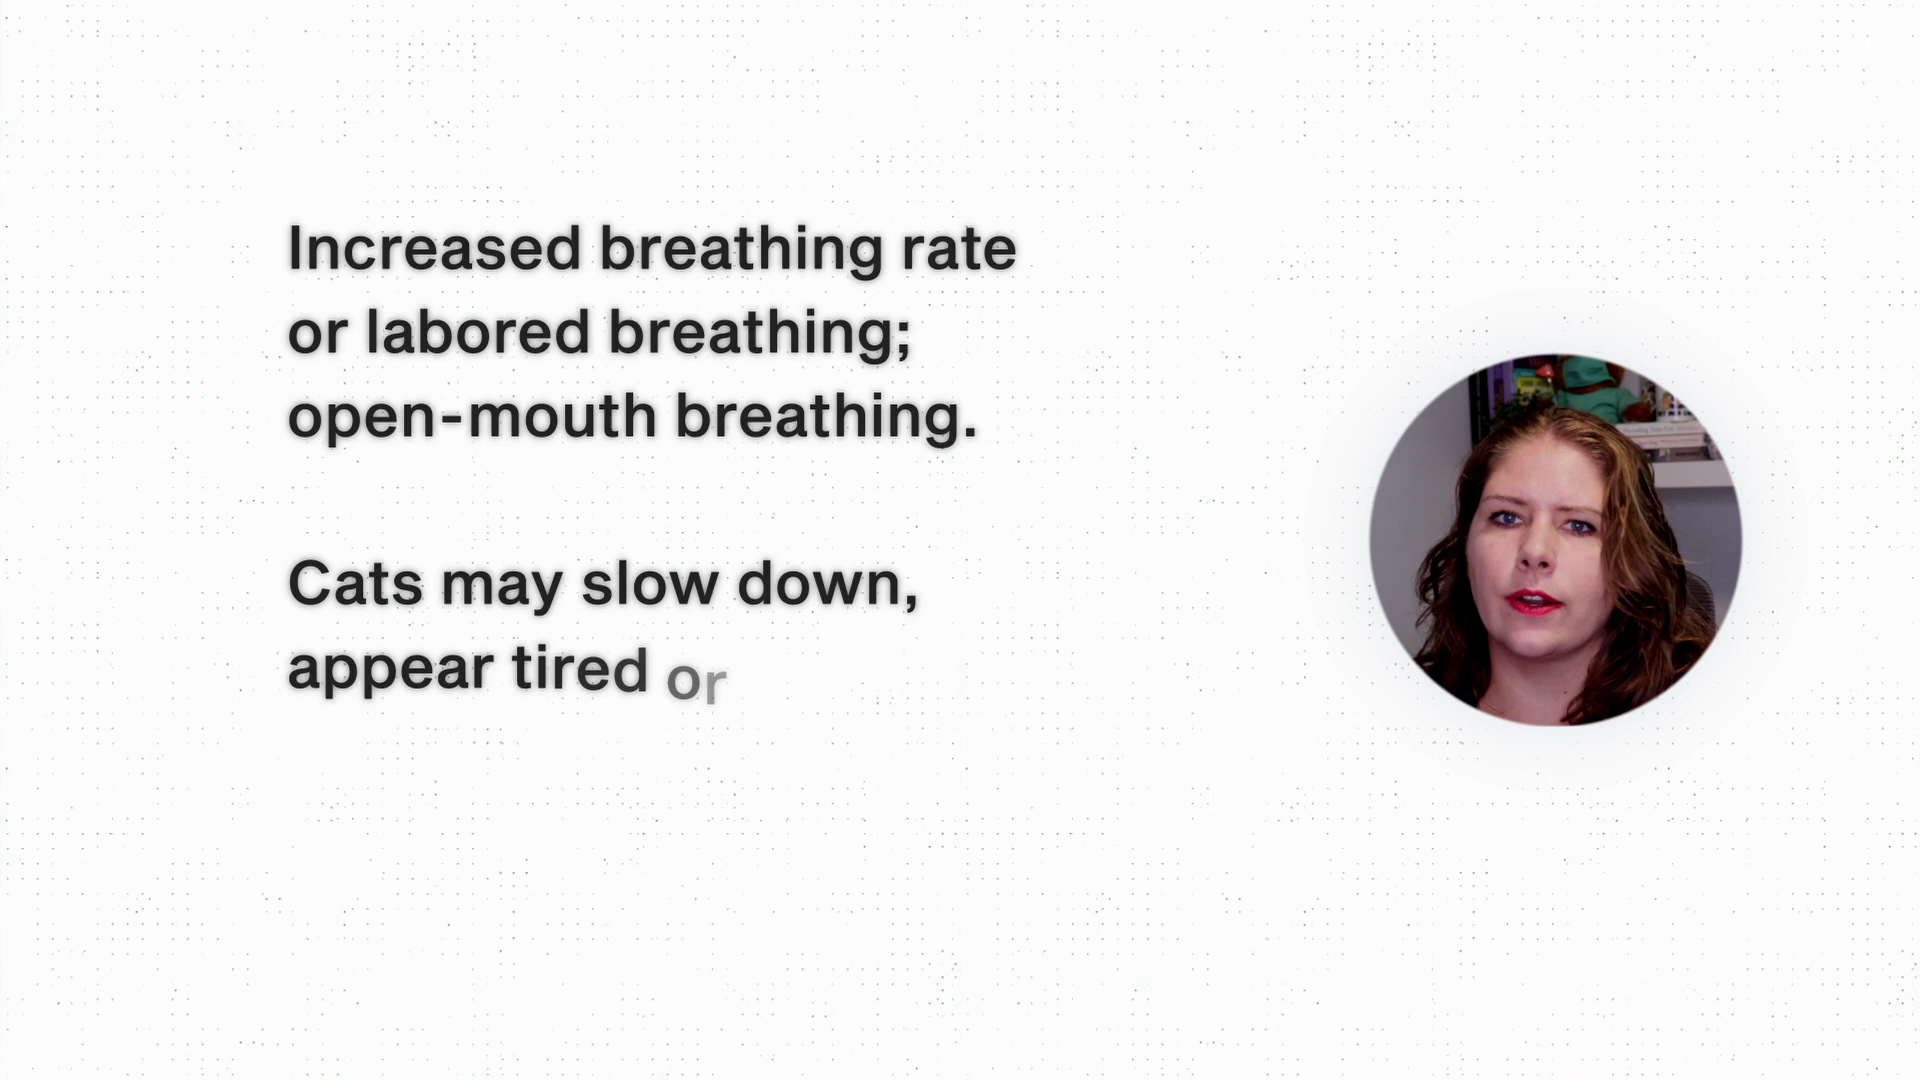 Increased breathing rate
or labored breathing;
open-mouth breathing.
Cats may slow down,
appear tired or